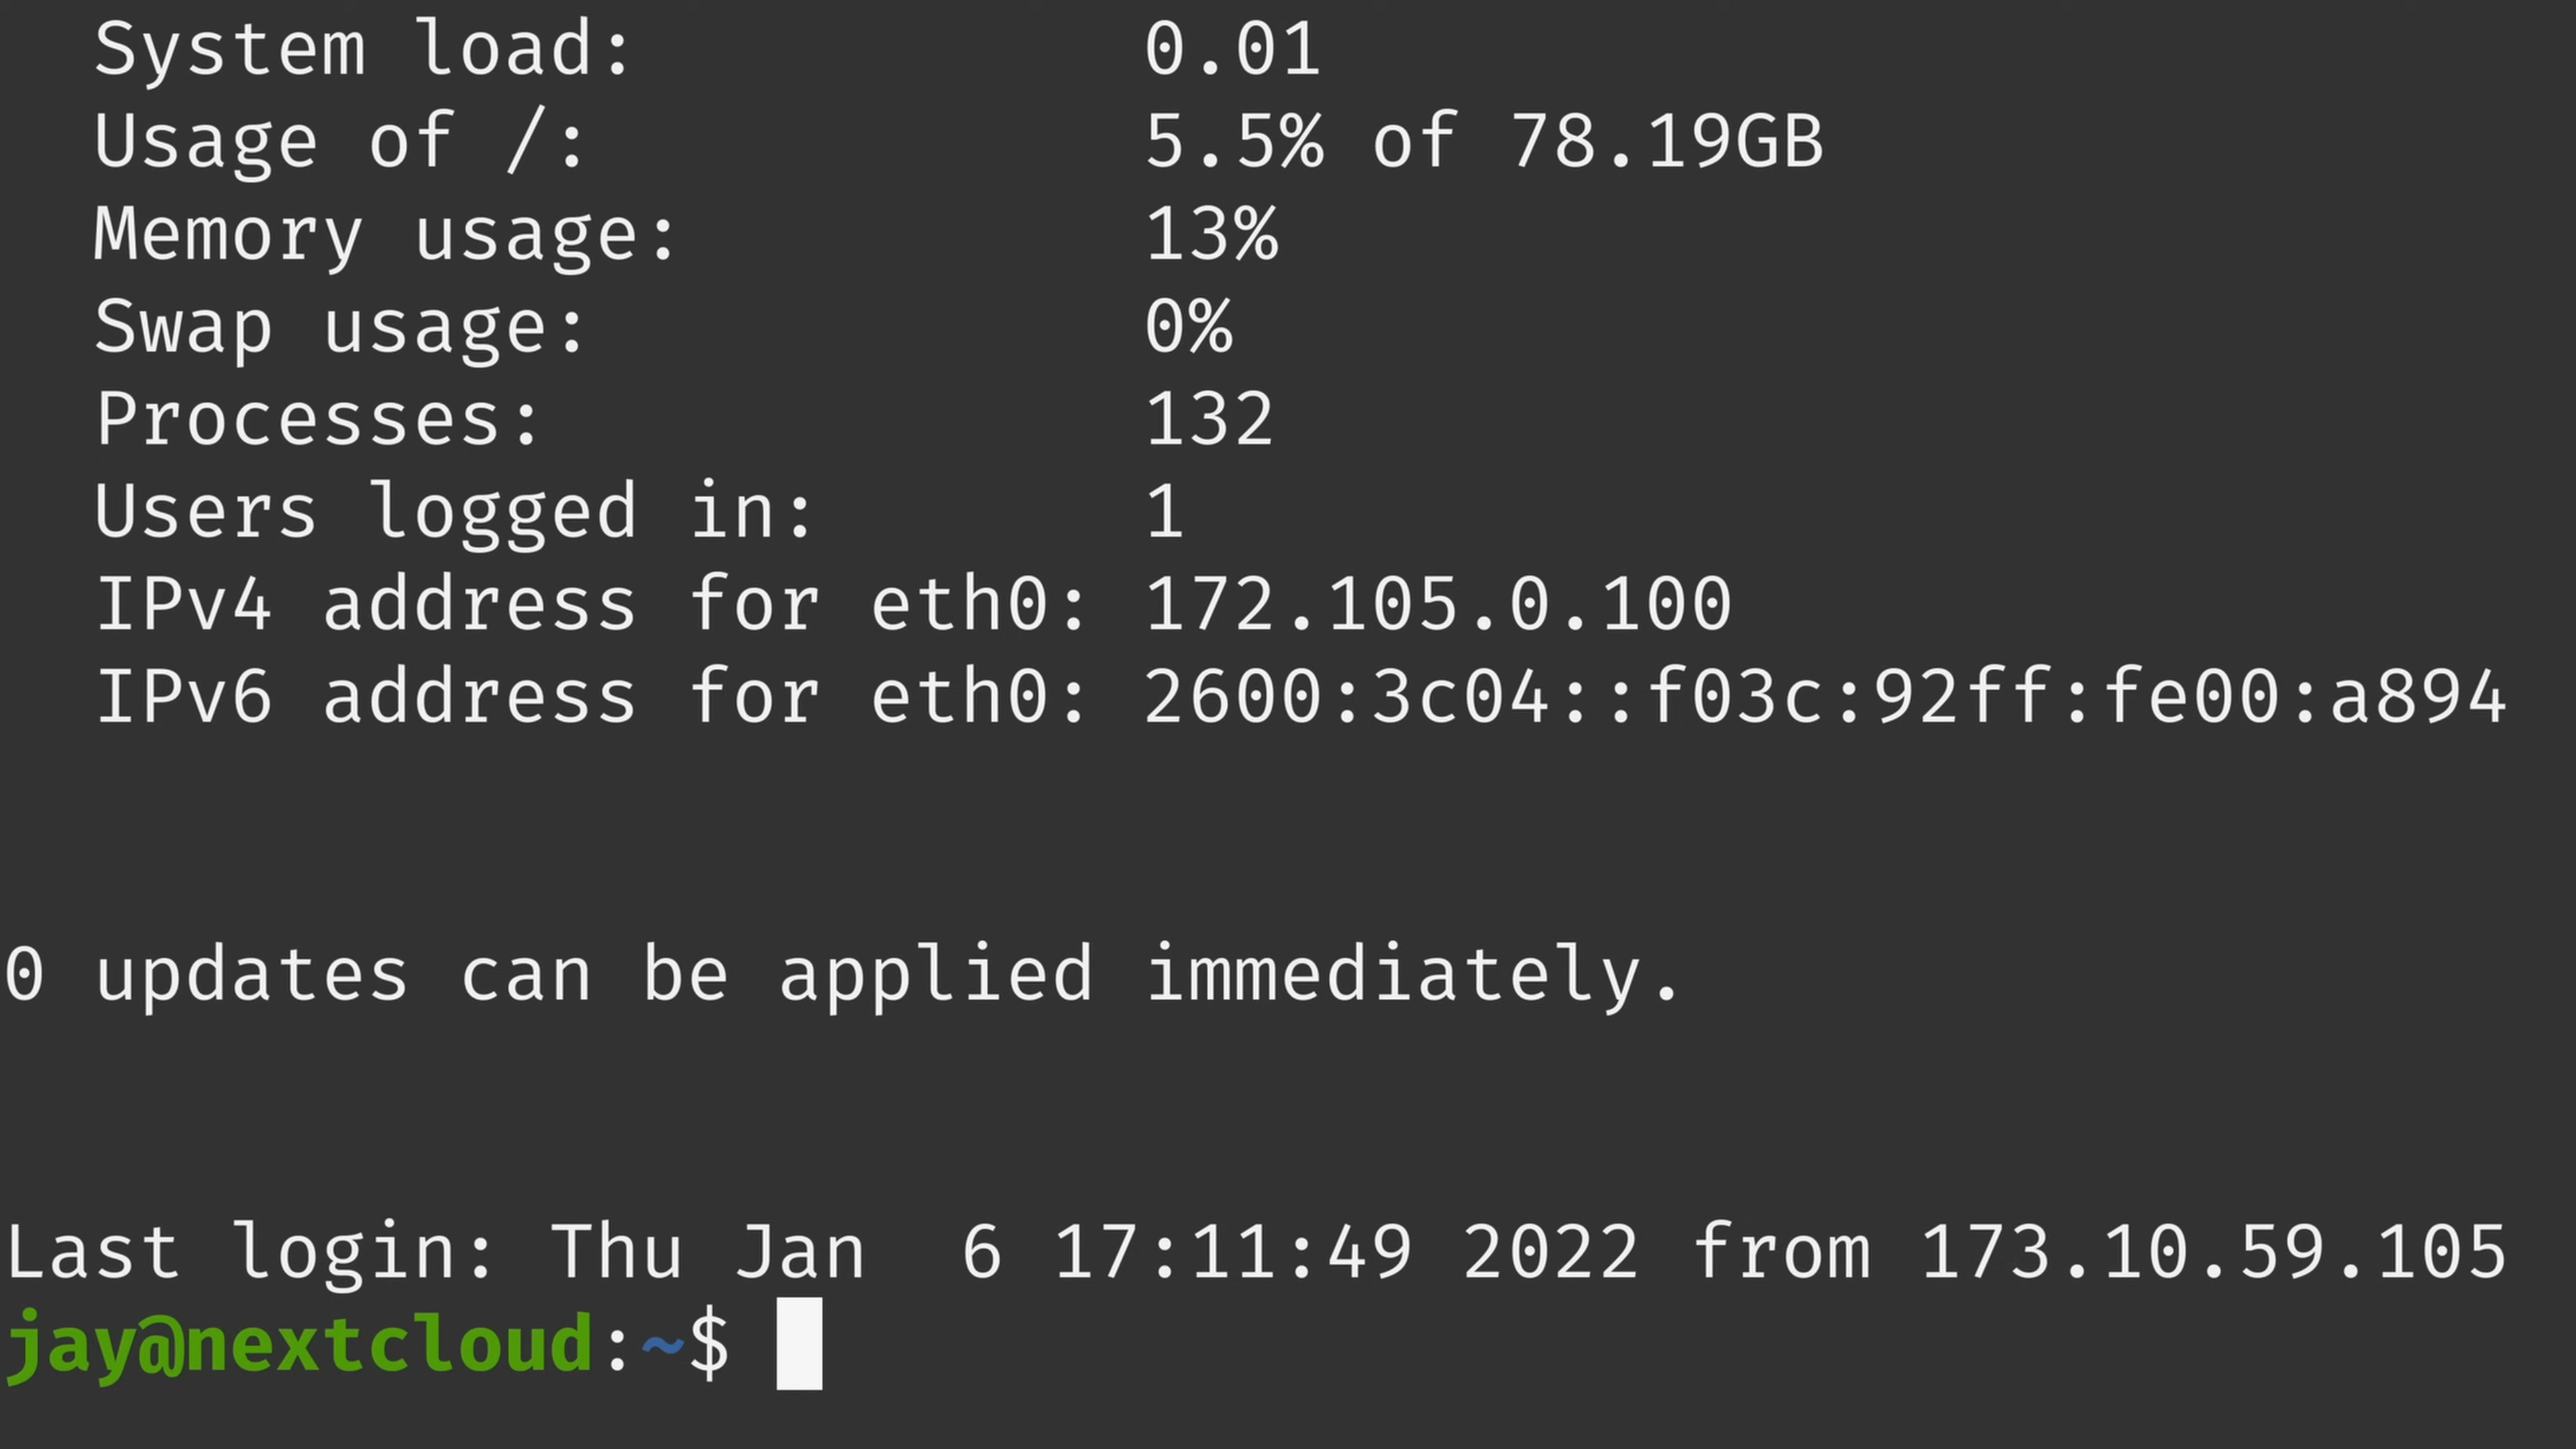 System load: 0.01
Usage of /: 5.5% of 78.19GB
Memory usage: 13%
Swap usage: 0%
Processes: 132
Users logged in: 1
IPv4 address for eth0: 172.105.0.100
IPv6 address for eth0: 2600:3c04::f03c:92ff:fe00:a894
0 updates can be applied immediately.
Last login: Thu Jan  6 17:11:49 2022 from 173.10.59.105
jay@nextcloud:~$